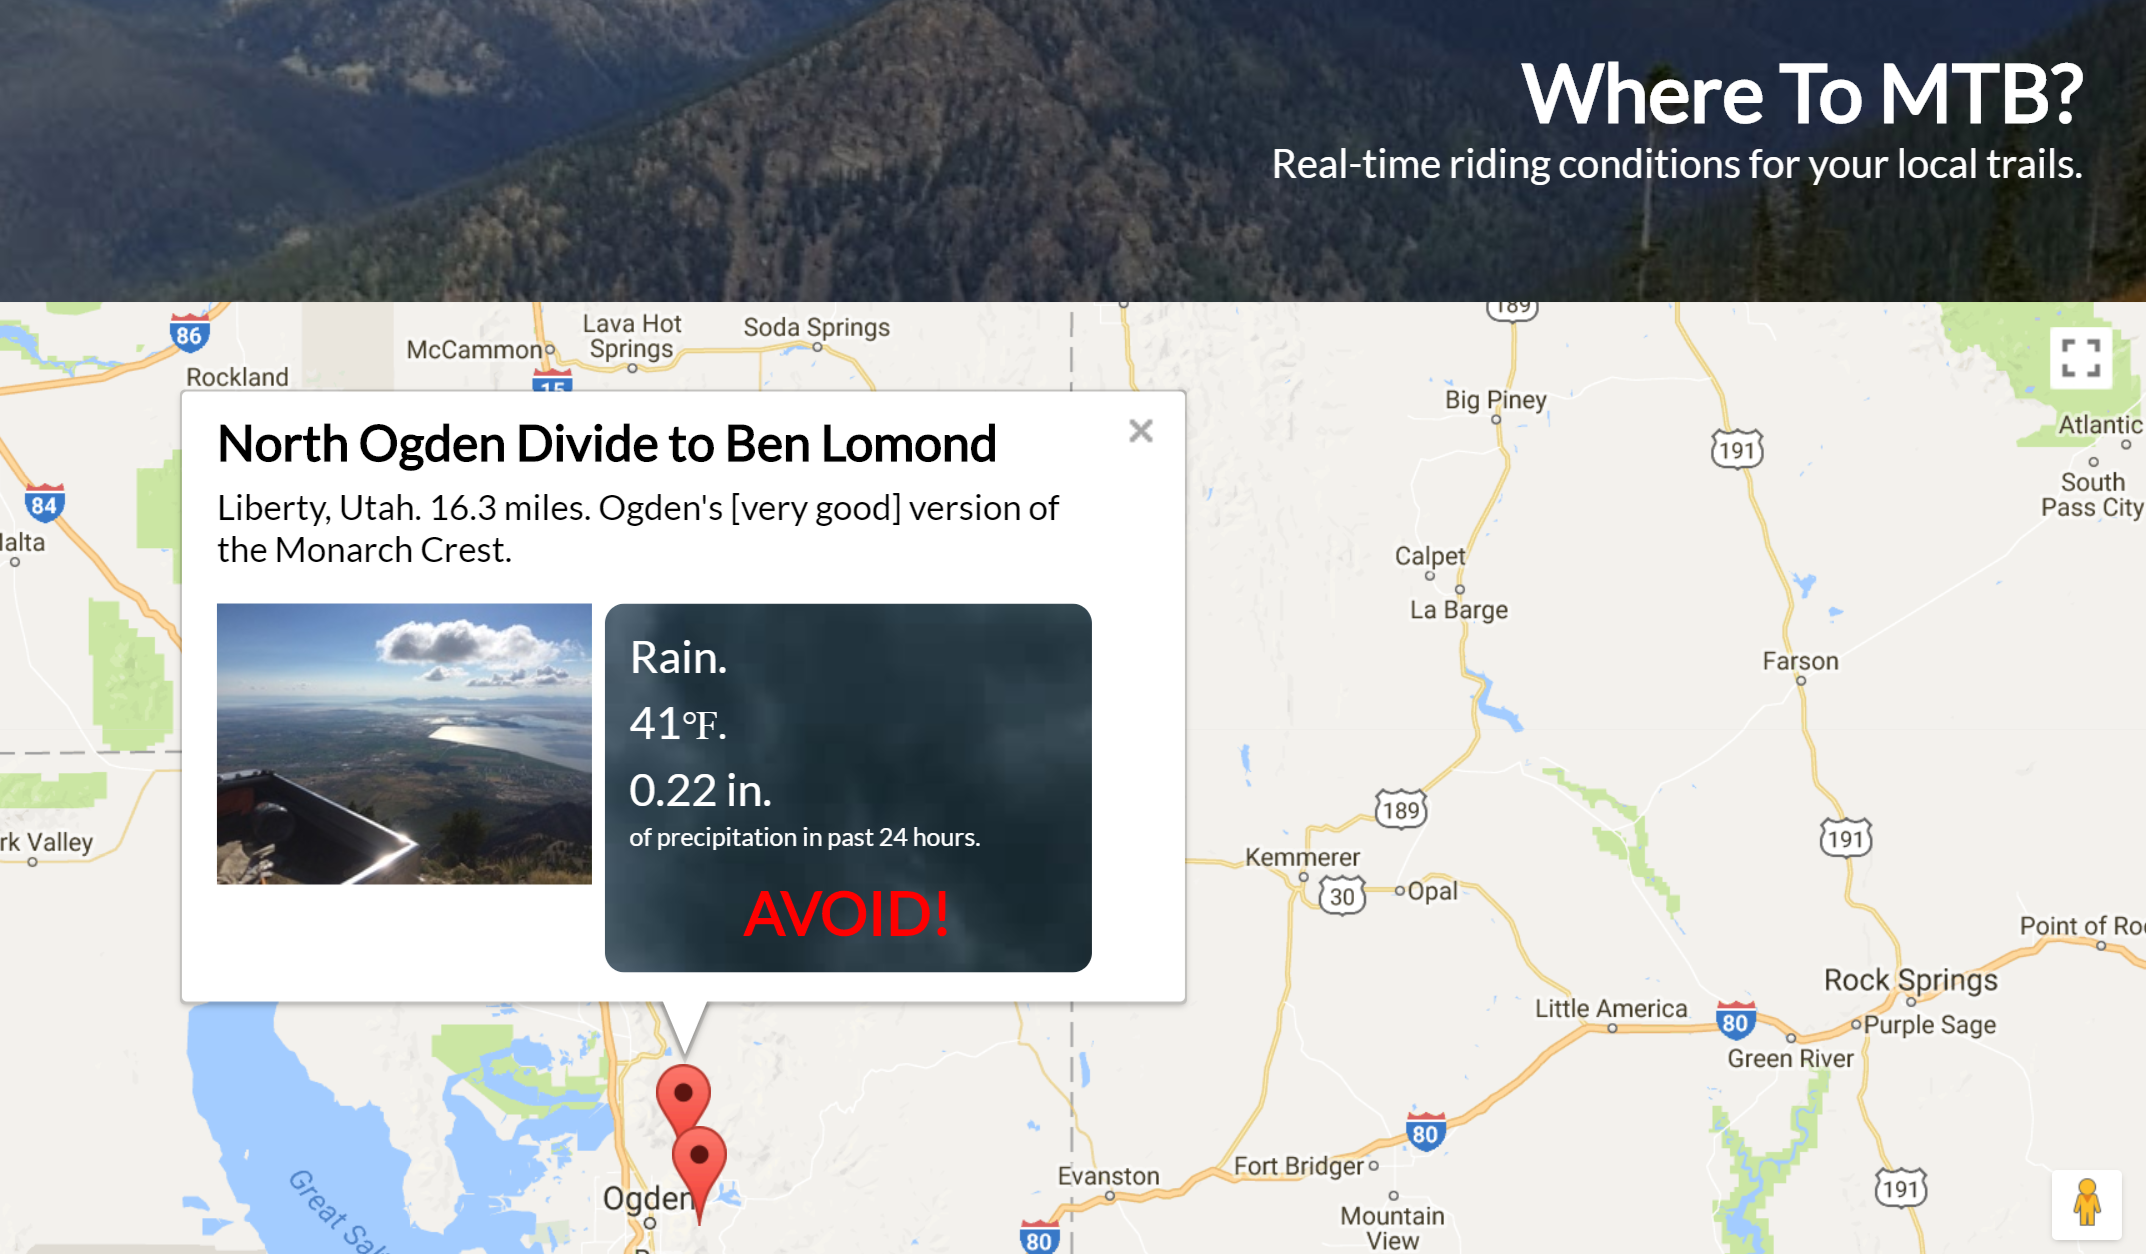 Where To MTB?
Real-time riding conditions for your local trails.
86
McCammon
Lava Hot
Springs
Soda Springs
189
Rockland
15
Big Piney
Atlantic
191
South
Pass City
84
North Ogden Divide to Ben Lomond
Liberty, Utah. 16.3 miles. Ogden's [very good] version of
the Monarch Crest.
Rain.
41°F.
0.22 in.
of precipitation in past 24 hours.
AVOID!
alta
Calpet
La Barge
Farson
189
191
rk Valley
Kemmerer
30
Opal
Point of Ro
Rock Springs
Little America
80
Purple Sage
Green River
80
Evanston
Fort Bridger
191
Ogden
Great Sal
Mountain
View
80